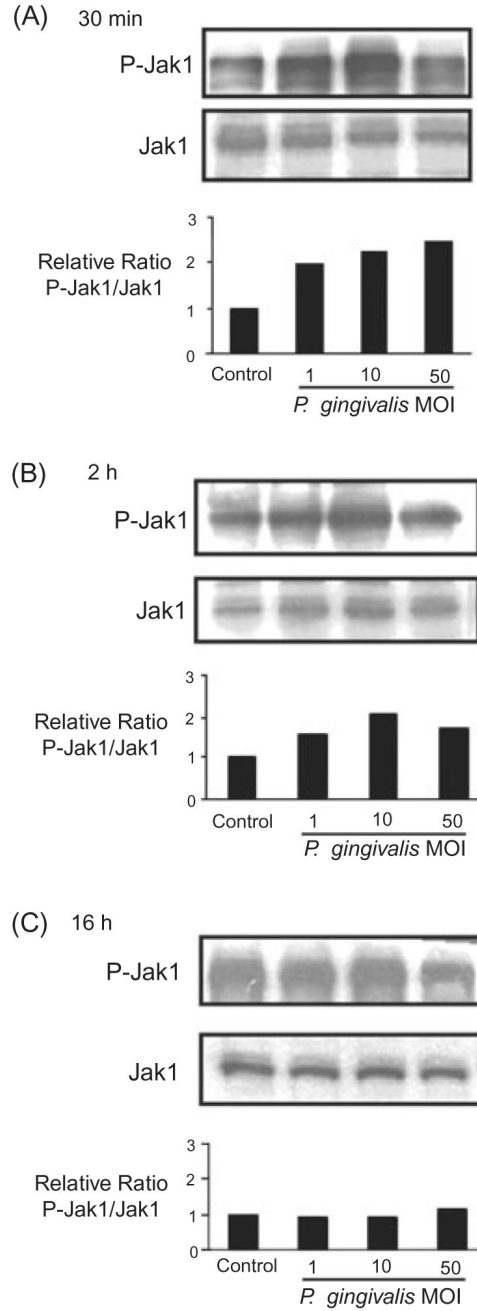 (A) 30 min
P-Jak1
Jak1
3
2
1
0
Relative Ratio
P-Jak1/Jak1
Control 1 10 50
P. gingivalis MOI
(B) 2 h
P-Jak1
Jak1
3
2
1
0
Relative Ratio
P-Jak1/Jak1
Control 1 10 50
P. gingivalis MOI
(C) 16 h
P-Jak1
Jak1
3
2
1
0
Relative Ratio
P-Jak1/Jak1
Control 1 10 50
P. gingivalis MOI